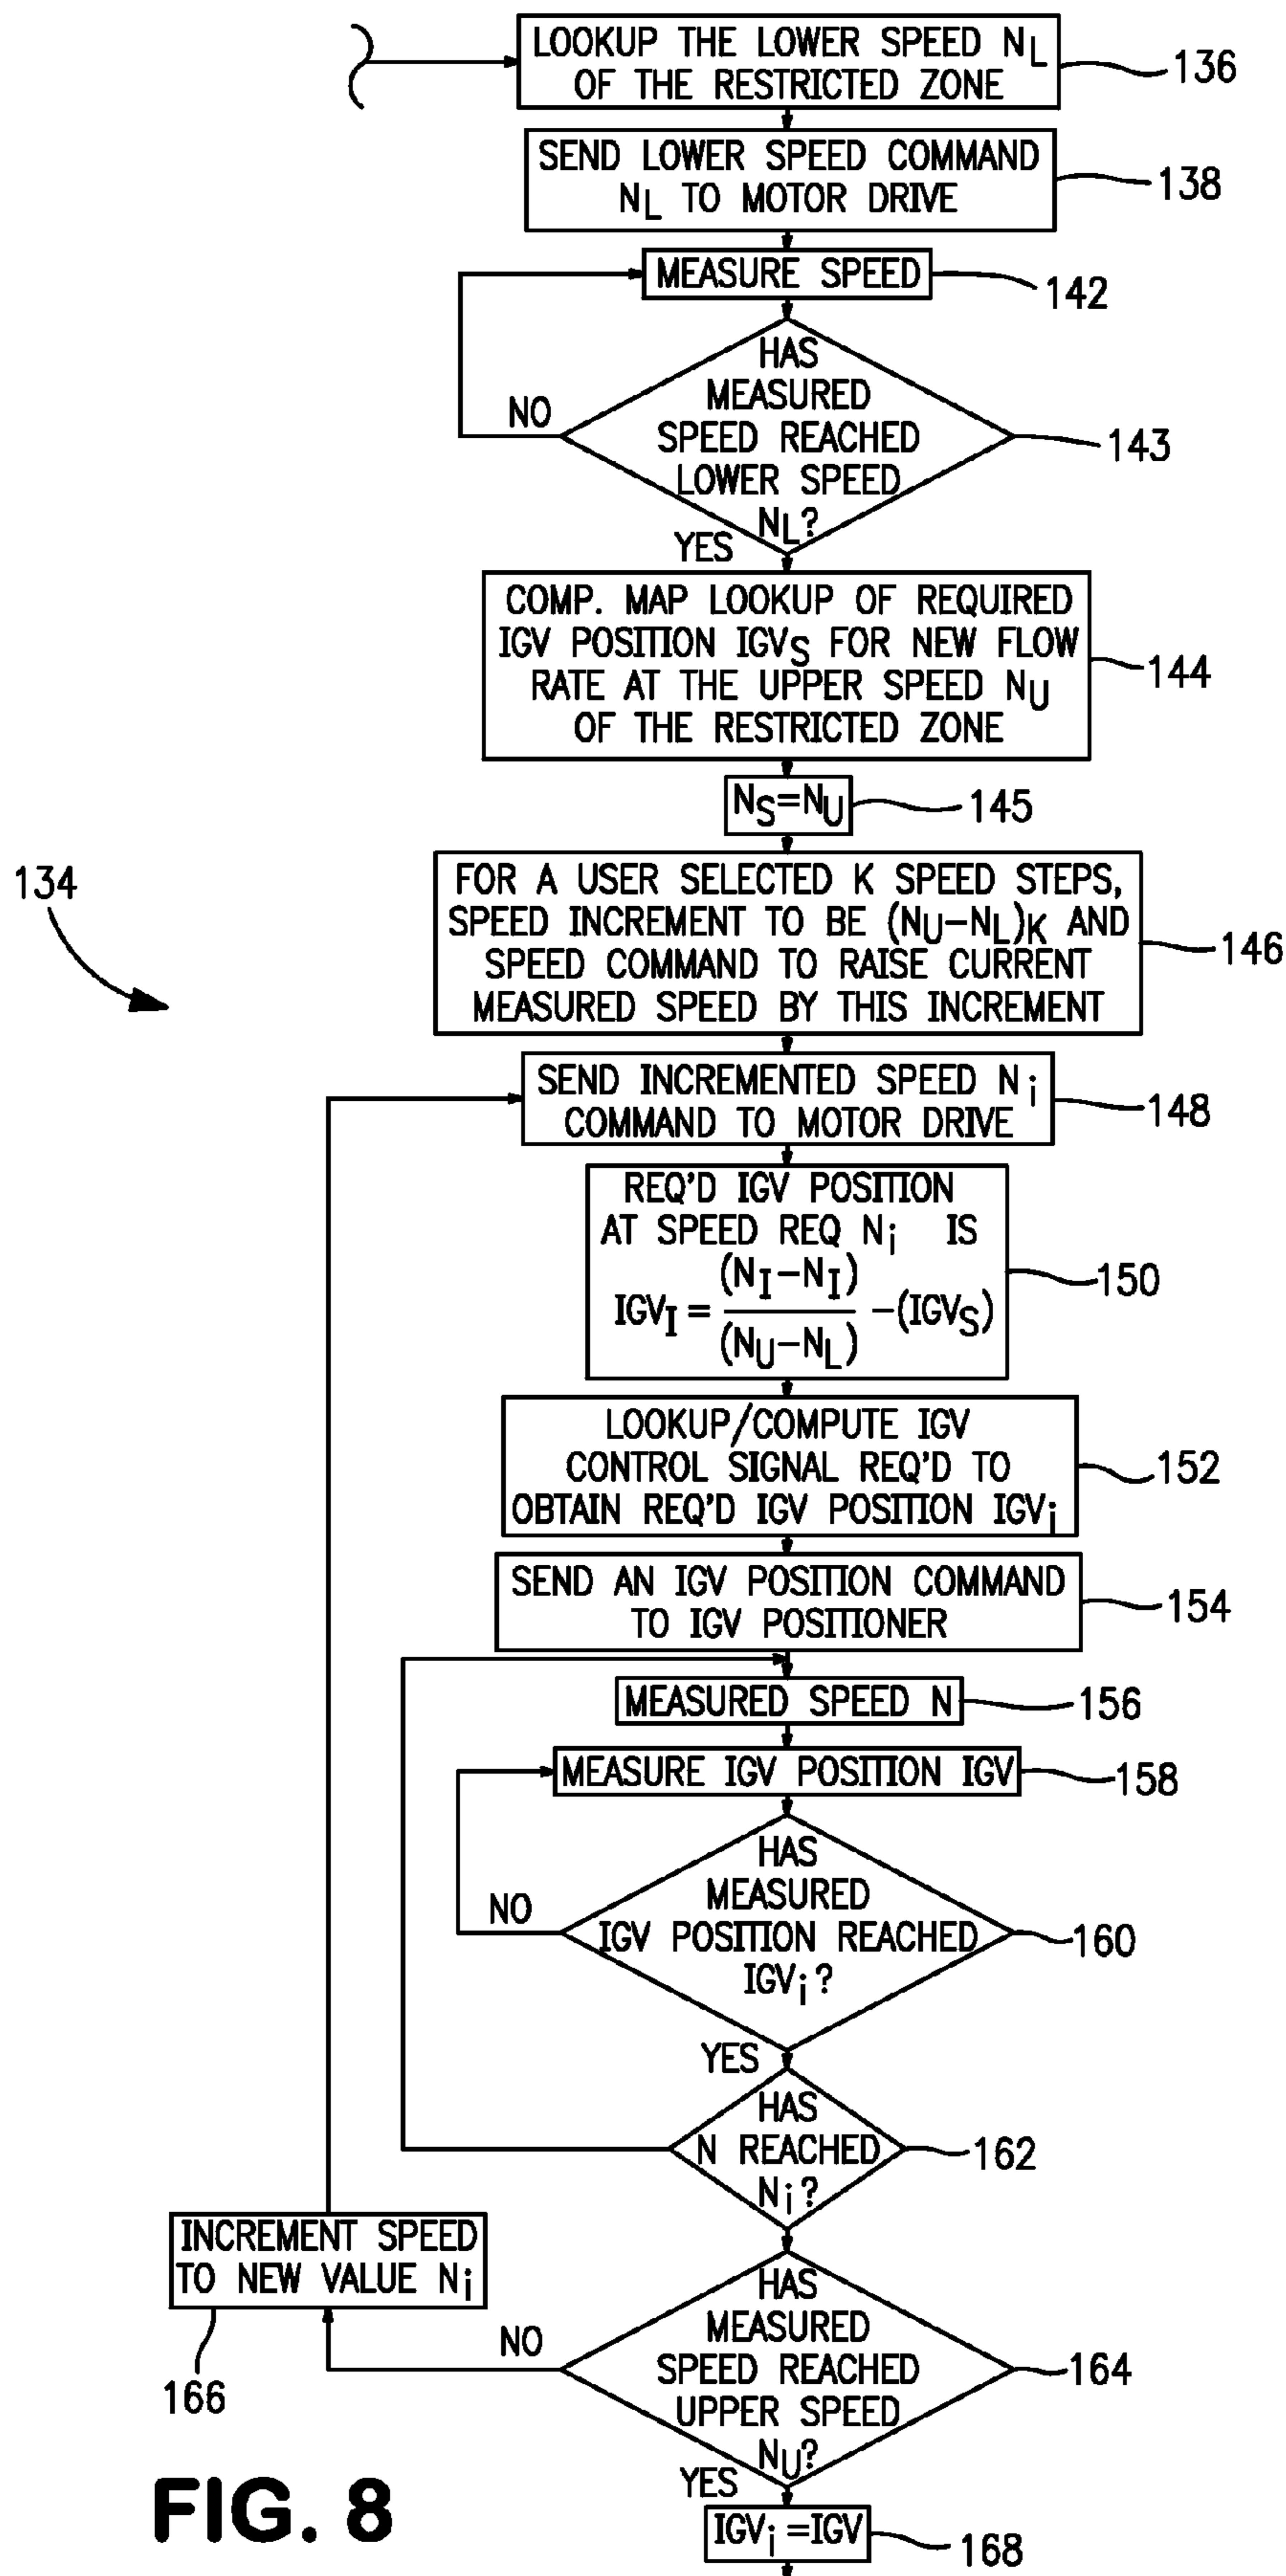 LOOKUP THE LOWER SPEED NL
OF THE RESTRICTED ZONE
136
SEND LOWER SPEED COMMAND
NL TO MOTOR DRIVE
138
MEASURE SPEED
142
HAS
MEASURED
SPEED REACHED
LOWER SPEED
NL?
NO
143
YES
COMP. MAP LOOKUP OF REQUIRED
IGV POSITION IGVS FOR NEW FLOW
RATE AT THE UPPER SPEED NU
OF THE RESTRICTED ZONE
144
NS=NU
145
134
FOR A USER SELECTED K SPEED STEPS,
SPEED INCREMENT TO BE (NU-NL)K AND
SPEED COMMAND TO RAISE CURRENT
MEASURED SPEED BY THIS INCREMENT
146
SEND INCREMENTED SPEED Ni
COMMAND TO MOTOR DRIVE
148
REQ'D IGV POSITION
AT SPEED REQ Ni IS
(NI-NI)
IGVI = -(IGVS)
(NU-NL)
150
LOOKUP/COMPUTE IGV
CONTROL SIGNAL REQ'D TO
OBTAIN REQ'D IGV POSITION IGVi
152
SEND AN IGV POSITION COMMAND
TO IGV POSITIONER
154
MEASURED SPEED N
156
MEASURE IGV POSITION IGV
158
HAS
MEASURED
IGV POSITION REACHED
IGVi?
NO
160
YES
HAS
N REACHED
Ni?
162
INCREMENT SPEED
TO NEW VALUE Ni
166
HAS
MEASURED
SPEED REACHED
UPPER SPEED
NU?
NO
164
YES
IGVi=IGV
168
FIG. 8